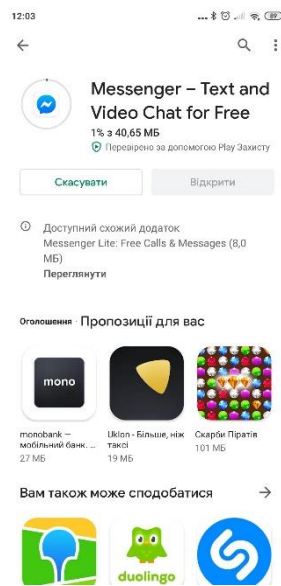 12:03
89
Messenger – Text and
Video Chat for Free
1% з 40,65 МБ
Перевірено за допомогою Play Захисту
Скасувати
Відкрити
Доступний схожий додаток
Messenger Lite: Free Calls & Messages (8,0
МБ)
Переглянути
Оголошення · Пропозиції для вас
mono
monobank —
мобільний банк. ...
27 МБ
Uklon - Більше, ніж
таксі
19 МБ
Скарби Піратів
101 МБ
Вам також може сподобатися
duolingo